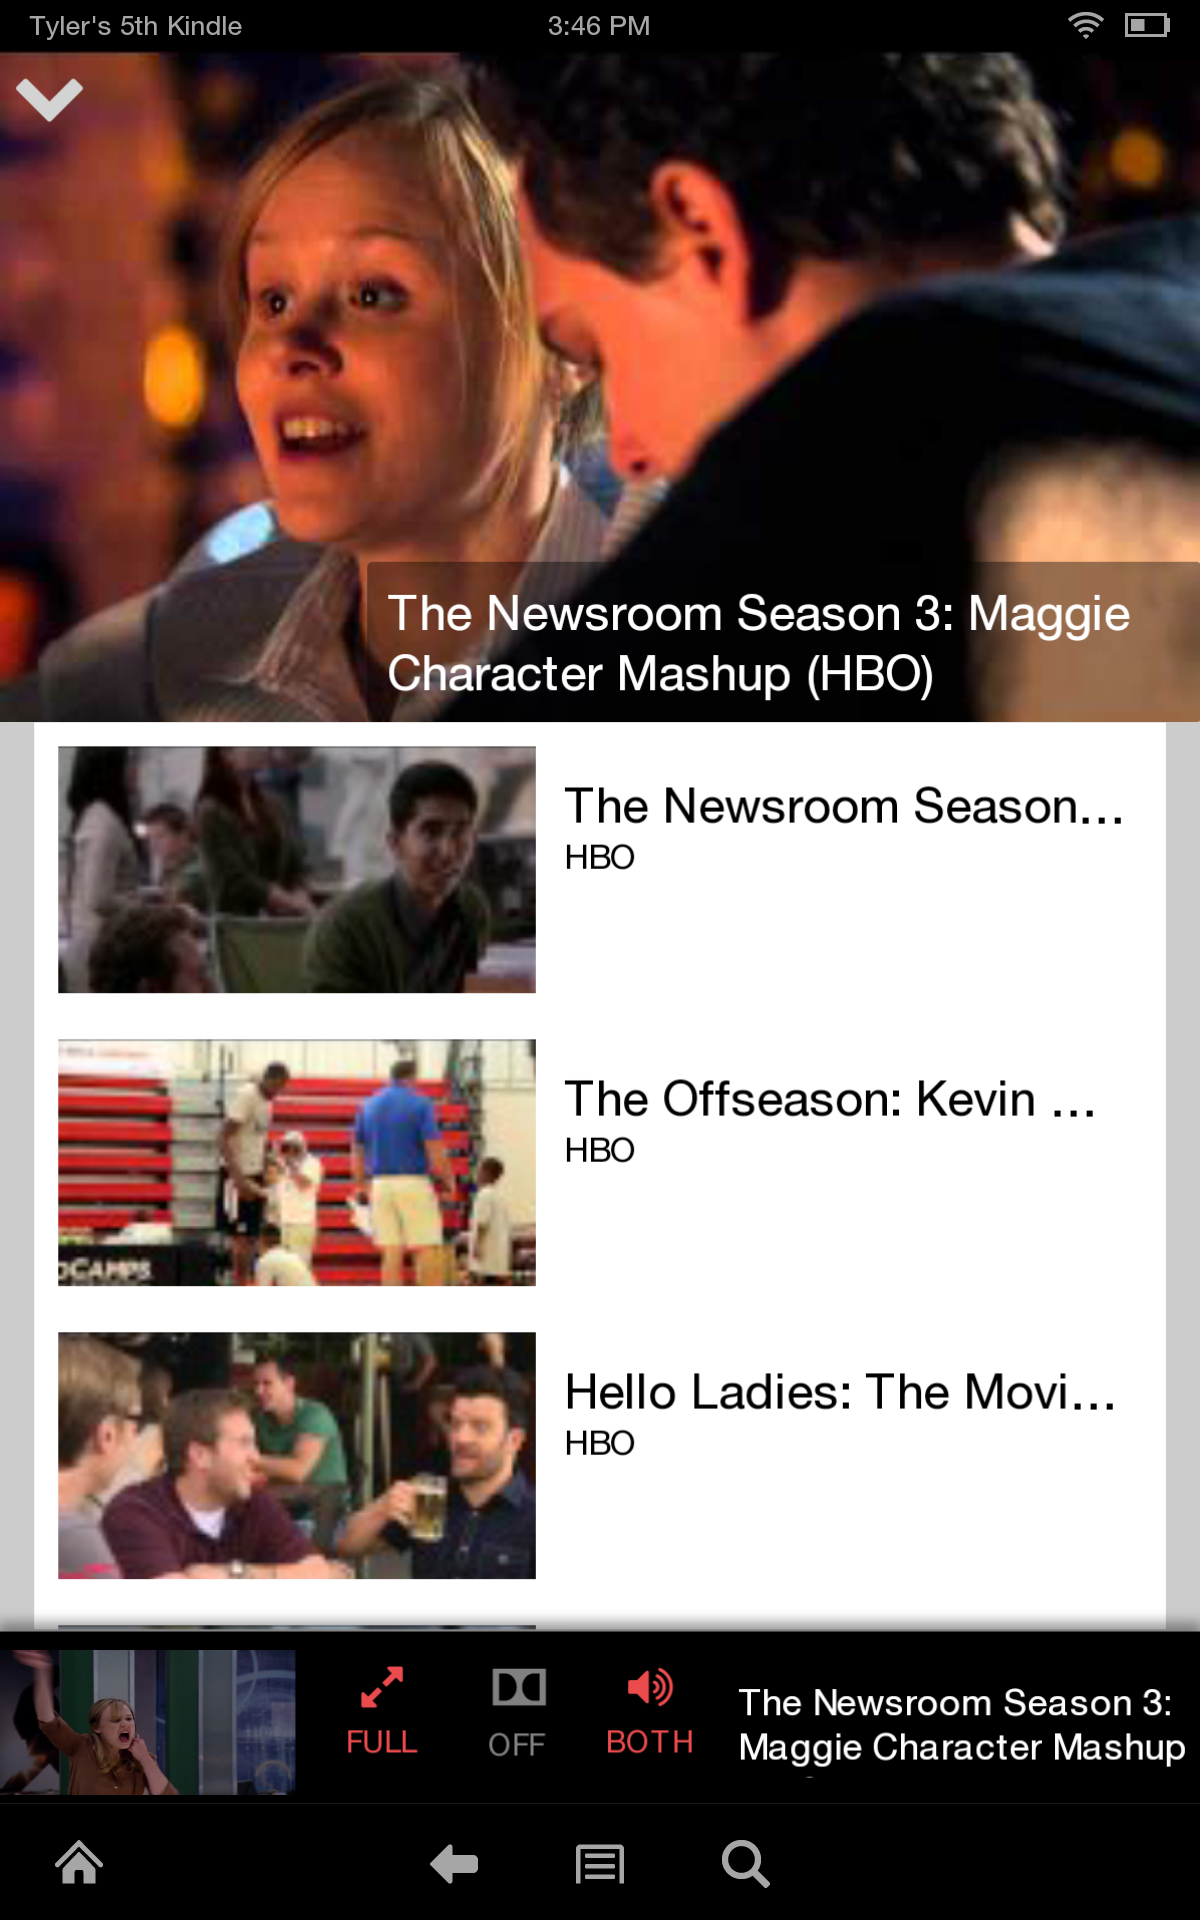 Tyler's 5th Kindle
3:46 PM
The Newsroom Season 3: Maggie
Character Mashup (HBO)
The Newsroom Season...
HBO
The Offseason: Kevin ...
HBO
CAMPS
Hello Ladies: The Movi...
HBO
FULL
OFF
BOTH
The Newsroom Season 3:
Maggie Character Mashup